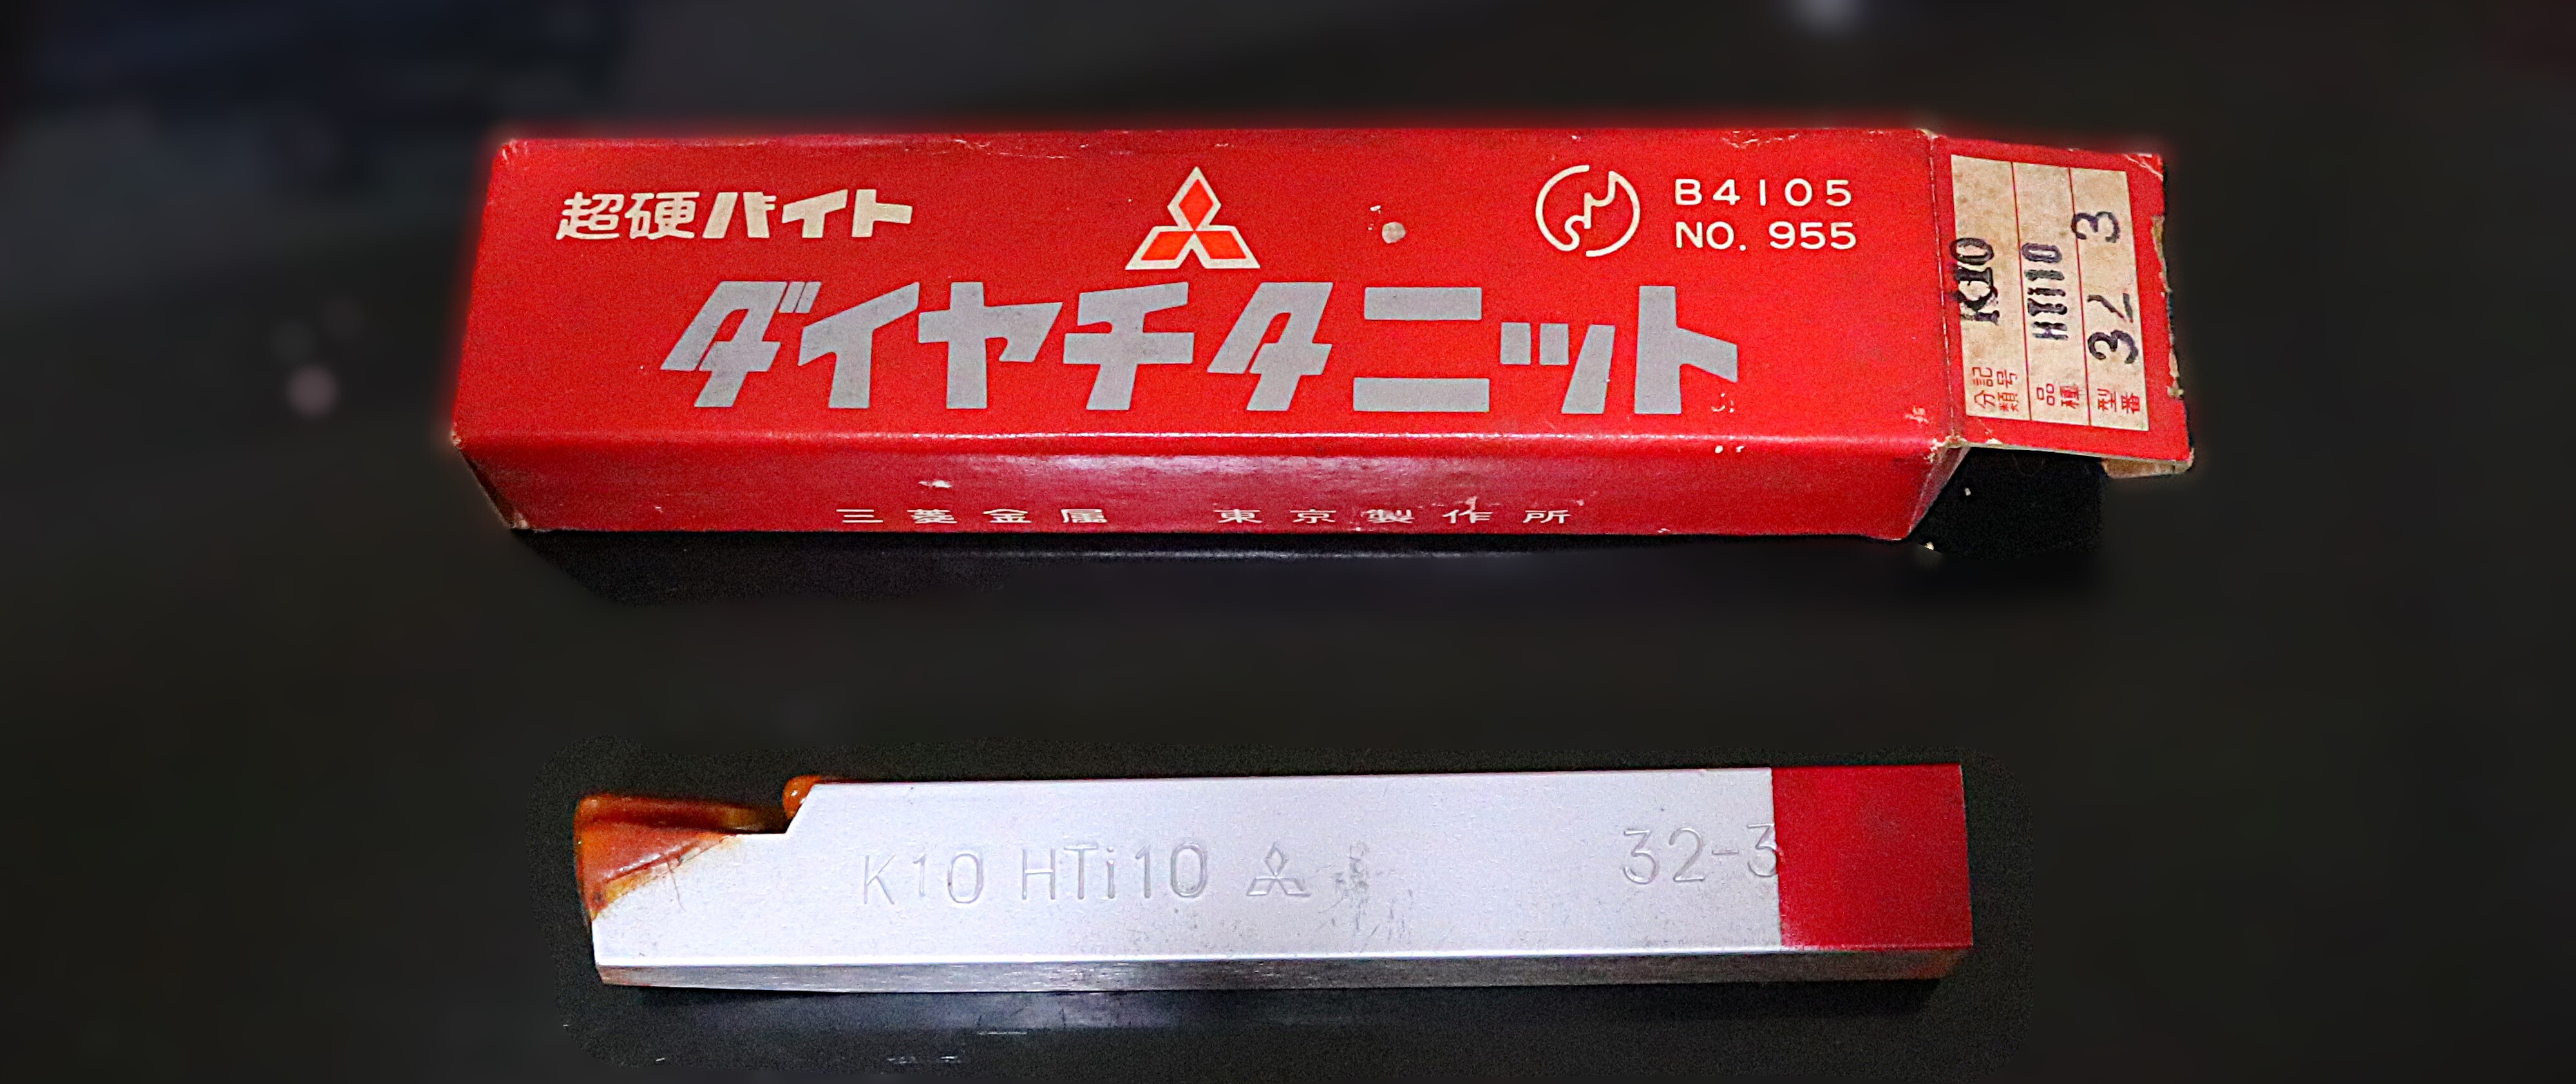 超硬バイト
B4105
NO. 955
ダイヤチタニット
三菱金属 東京製作所
分類記号 K10
品種 HTi10
型番 32 3
K10 HTi10
32-3